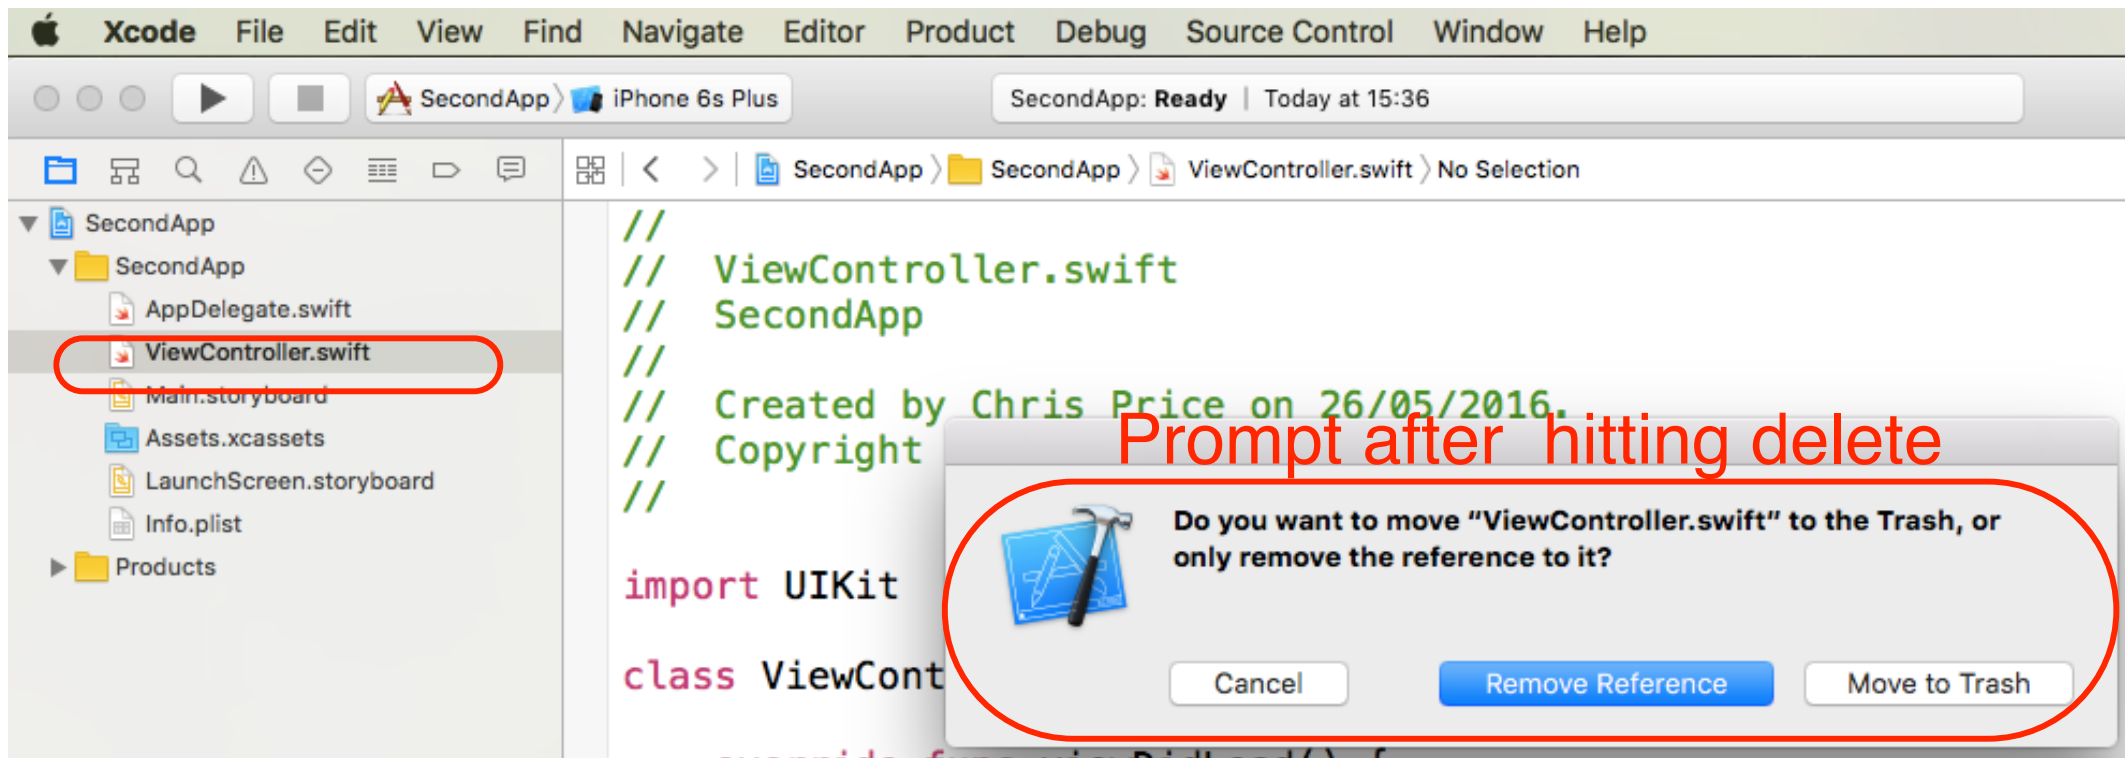 Xcode File Edit View Find Navigate Editor Product Debug Source Control Window Help
SecondApp iPhone 6s Plus
SecondApp: Ready | Today at 15:36
SecondApp SecondApp ViewController.swift No Selection
SecondApp
SecondApp
AppDelegate.swift
ViewController.swift
Main.storyboard
Assets.xcassets
LaunchScreen.storyboard
Info.plist
Products
//
// ViewController.swift
// SecondApp
//
// Created by Chris Price on 26/05/2016.
// Copyright
//
import UIKit
class ViewCont
override func viewDidLoad() {
Prompt after hitting delete
Do you want to move “ViewController.swift” to the Trash, or
only remove the reference to it?
Cancel Remove Reference Move to Trash